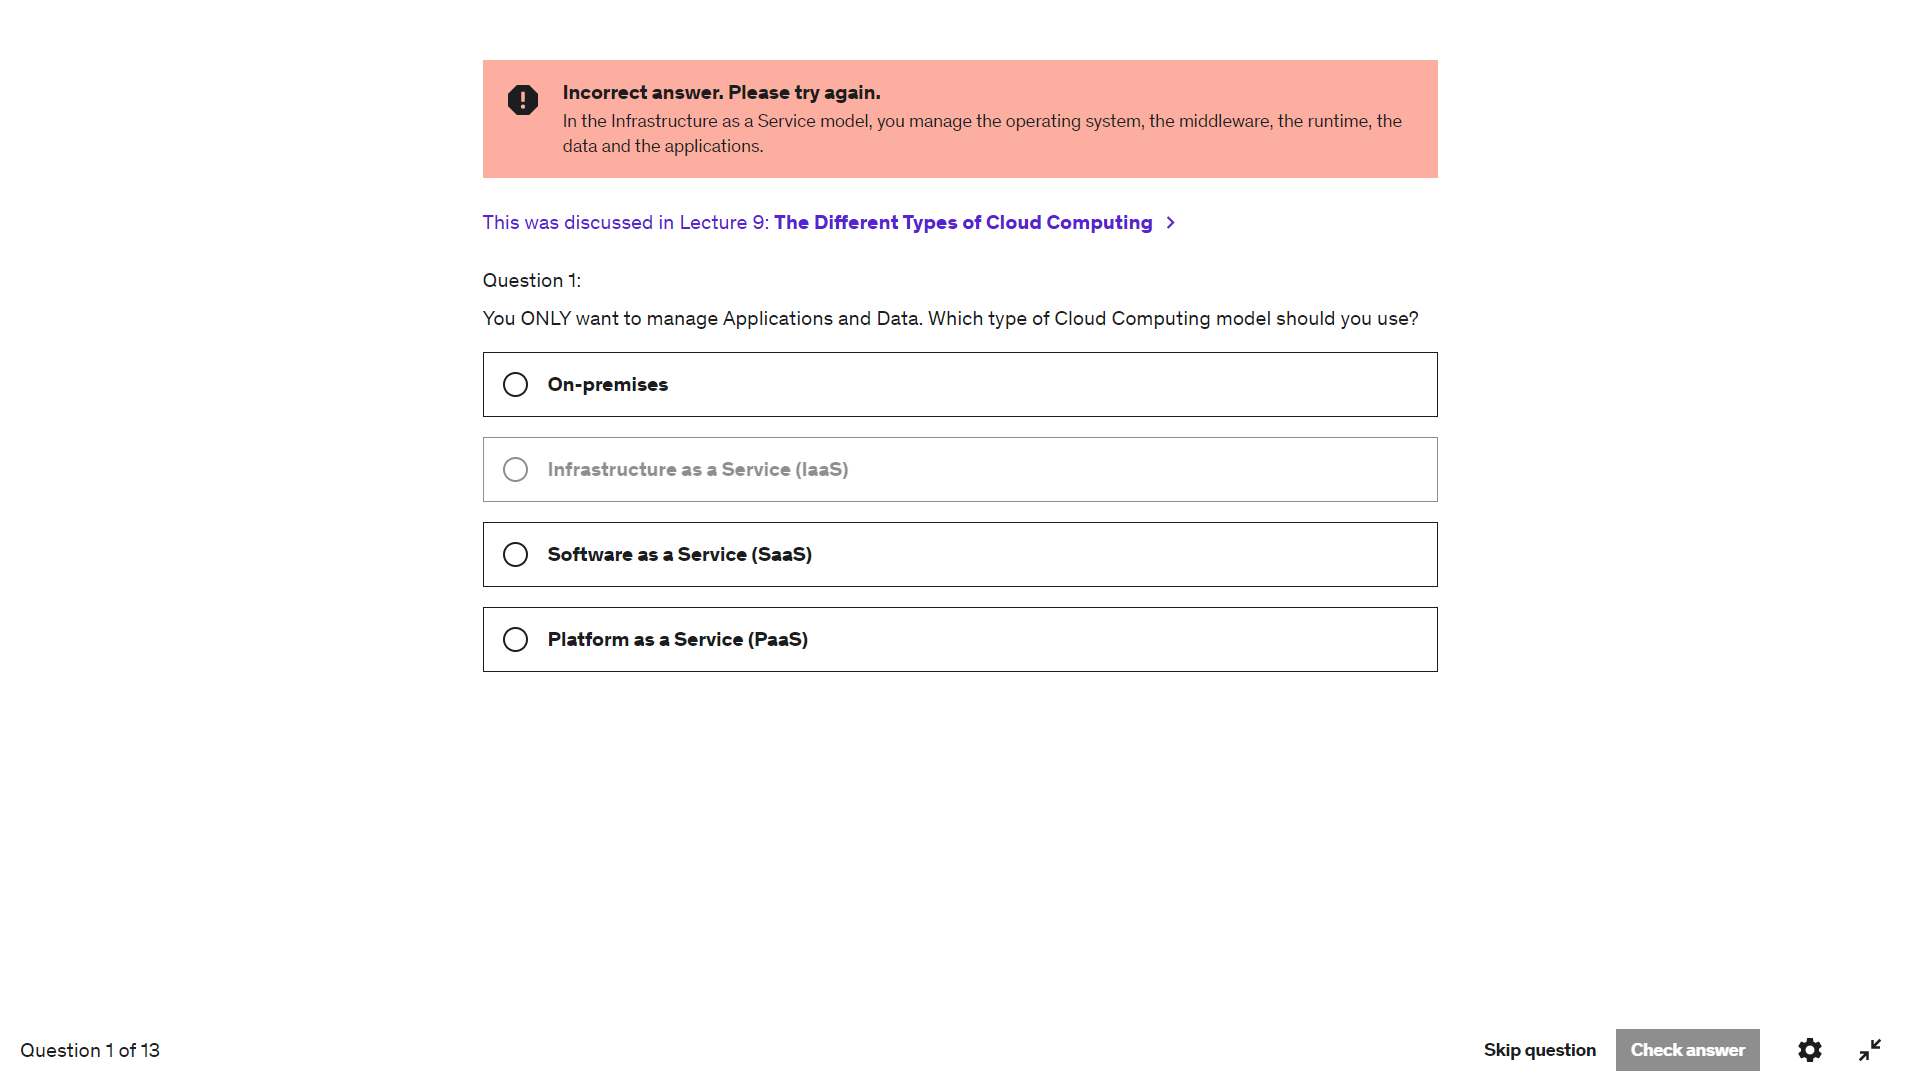 Incorrect answer. Please try again.
In the Infrastructure as a Service model, you manage the operating system, the middleware, the runtime, the
data and the applications.
This was discussed in Lecture 9: The Different Types of Cloud Computing
Question 1:
You ONLY want to manage Applications and Data. Which type of Cloud Computing model should you use?
On-premises
Infrastructure as a Service (IaaS)
Software as a Service (SaaS)
Platform as a Service (PaaS)
Question 1 of 13
Skip question
Check answer